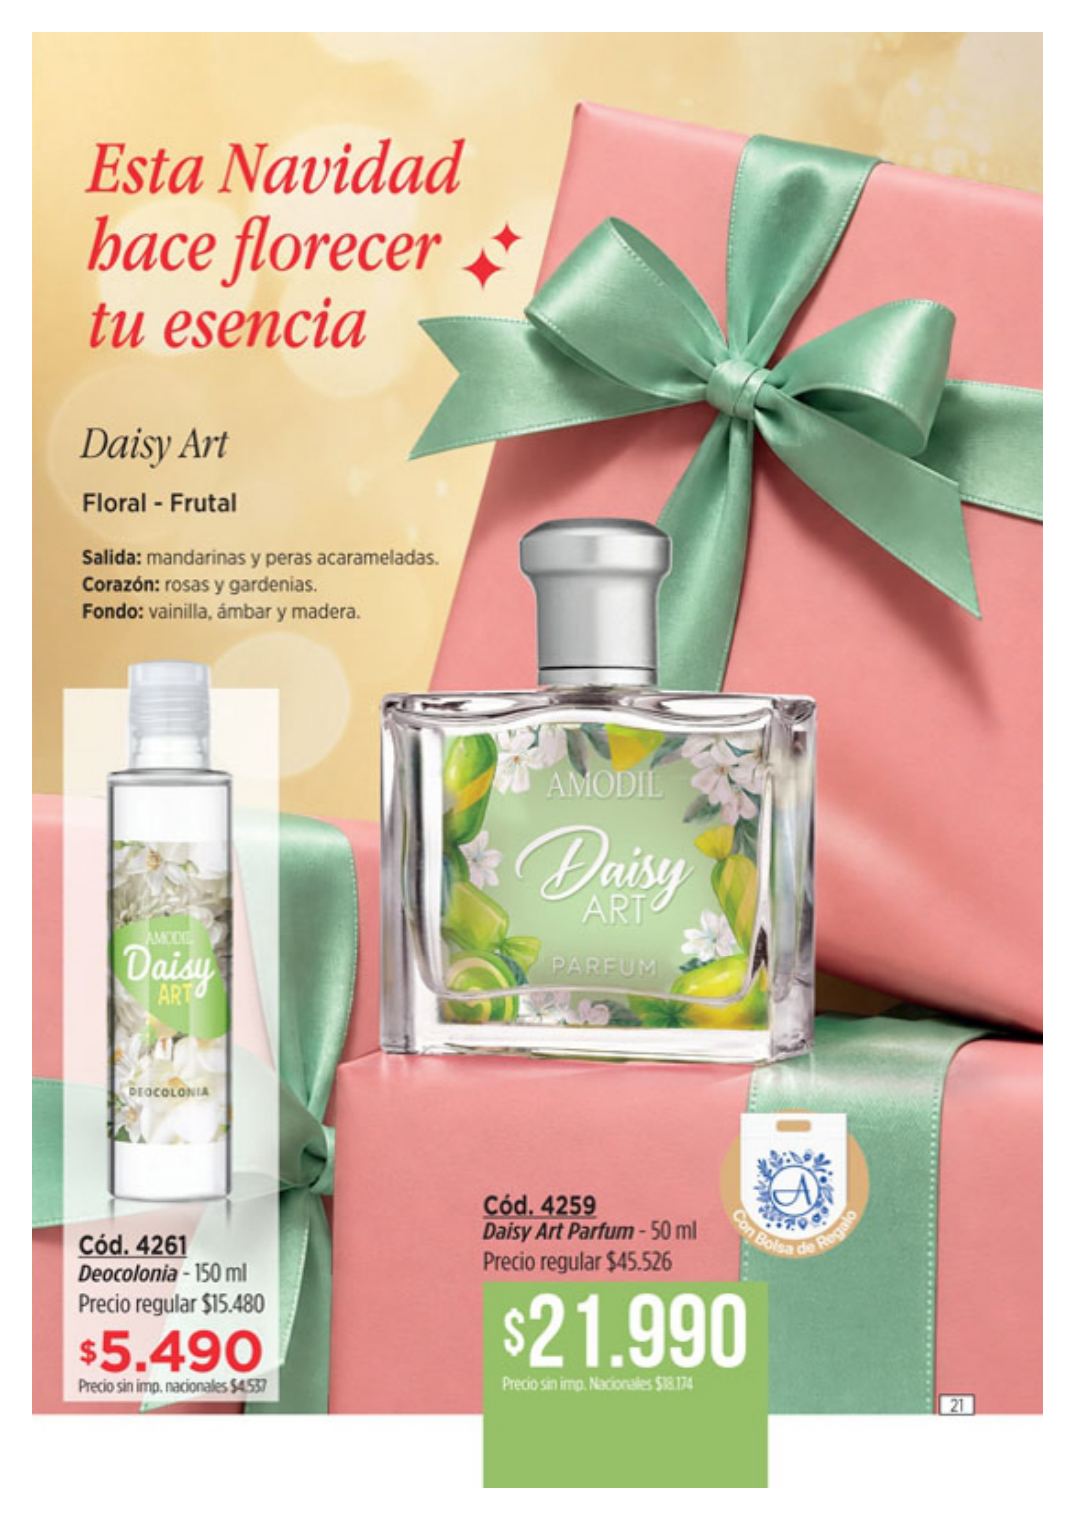 Esta Navidad
hace florecer
tu esencia
Daisy Art
Floral - Frutal
Salida: mandarinas y peras acarameladas.
Corazón: rosas y gardenias.
Fondo: vainilla, ámbar y madera.
AMODIL
Daisy
ART
PARFUM
AMODIL
Daisy
ART
DEOCOLONIA
Cód. 4261
Deocolonia - 150 ml
Precio regular $15.480
$5.490
Precio sin imp. nacionales $4.537
Cód. 4259
Daisy Art Parfum - 50 ml
Precio regular $45.526
$21.990
Precio sin imp. Nacionales $18.174
A
Con Bolsa de Regalo
21